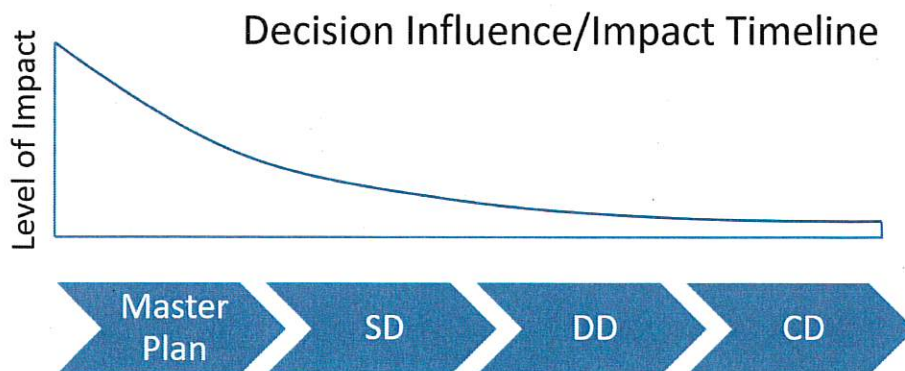 Decision Influence/Impact Timeline
Level of Impact
Master
Plan
SD
DD
CD